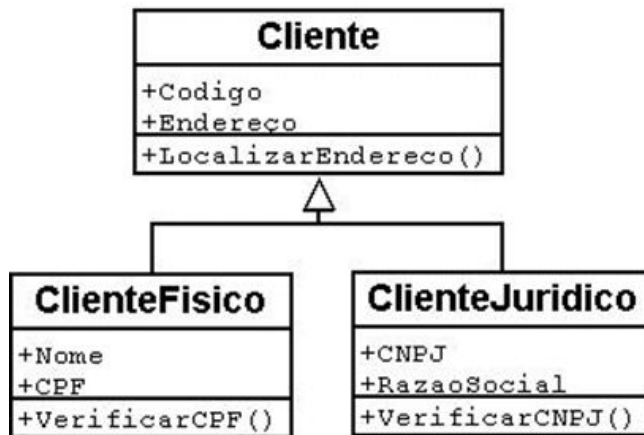 Cliente
+Codigo
+Endereço
+LocalizarEndereco()
ClienteFisico
+Nome
+CPF
+VerificarCPF()
ClienteJuridico
+CNPJ
+RazaoSocial
+VerificarCNPJ()